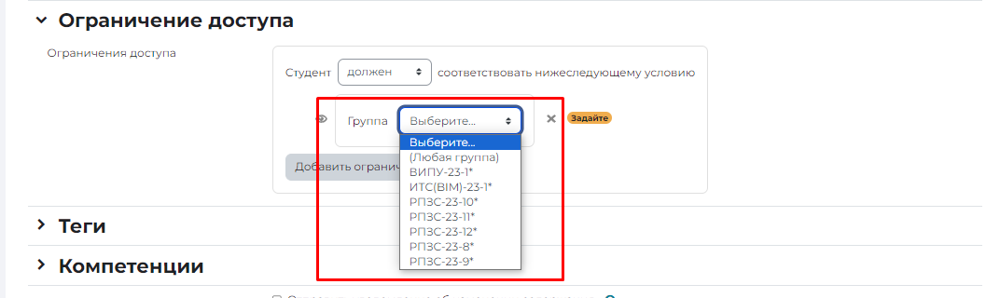 Ограничение доступа
Ограничения доступа
Студент должен соответствовать нижеследующему условию
Группа Выберите... Задайте
Выберите...
(Любая группа)
Добавить
ВИПУ-23-1*
ИТС(BIM)-23-1*
РПЗС-23-10*
РПЗС-23-11*
РПЗС-23-12*
РПЗС-23-8*
РПЗС-23-9*
Теги
Компетенции